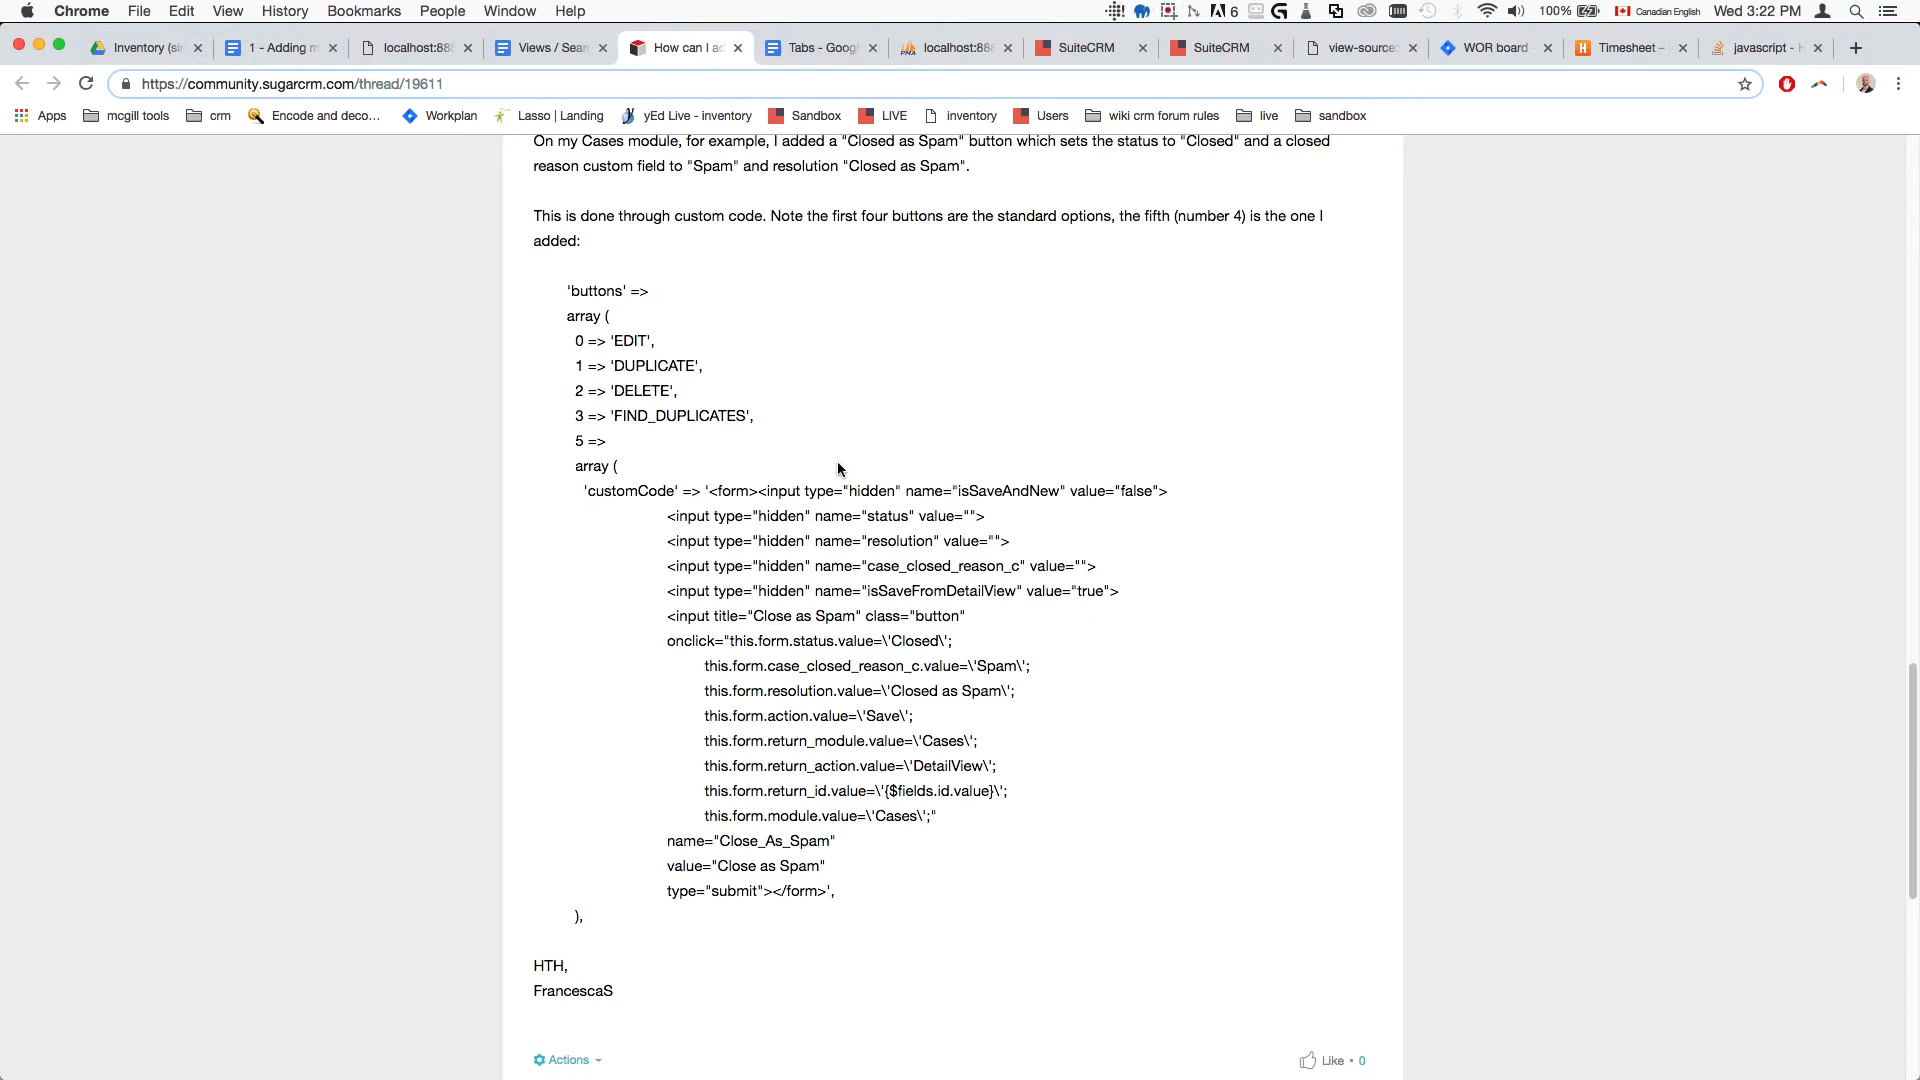 Chrome File Edit View History Bookmarks People Window Help 6 100% Canadian English Wed 3:22 PM
Inventory (sin 1 - Adding m localhost:888 Views / Sear How can I ad Tabs - Googl localhost:888 SuiteCRM SuiteCRM view-source: WOR board - Timesheet – javascript - H
https://community.sugarcrm.com/thread/19611
Apps mcgill tools crm Encode and deco... Workplan Lasso | Landing yEd Live - inventory Sandbox LIVE inventory Users wiki crm forum rules live sandbox
On my Cases module, for example, I added a "Closed as Spam" button which sets the status to "Closed" and a closed
reason custom field to "Spam" and resolution "Closed as Spam".
This is done through custom code. Note the first four buttons are the standard options, the fifth (number 4) is the one I
added:
'buttons' =>
array (
0 => 'EDIT',
1 => 'DUPLICATE',
2 => 'DELETE',
3 => 'FIND_DUPLICATES',
5 =>
array (
'customCode' => '<form><input type="hidden" name="isSaveAndNew" value="false">
<input type="hidden" name="status" value="">
<input type="hidden" name="resolution" value="">
<input type="hidden" name="case_closed_reason_c" value="">
<input type="hidden" name="isSaveFromDetailView" value="true">
<input title="Close as Spam" class="button"
onclick="this.form.status.value=\'Closed\';
this.form.case_closed_reason_c.value=\'Spam\';
this.form.resolution.value=\'Closed as Spam\';
this.form.action.value=\'Save\';
this.form.return_module.value=\'Cases\';
this.form.return_action.value=\'DetailView\';
this.form.return_id.value=\'{$fields.id.value}\';
this.form.module.value=\'Cases\';"
name="Close_As_Spam"
value="Close as Spam"
type="submit"></form>',
),
HTH,
FrancescaS
Actions Like • 0